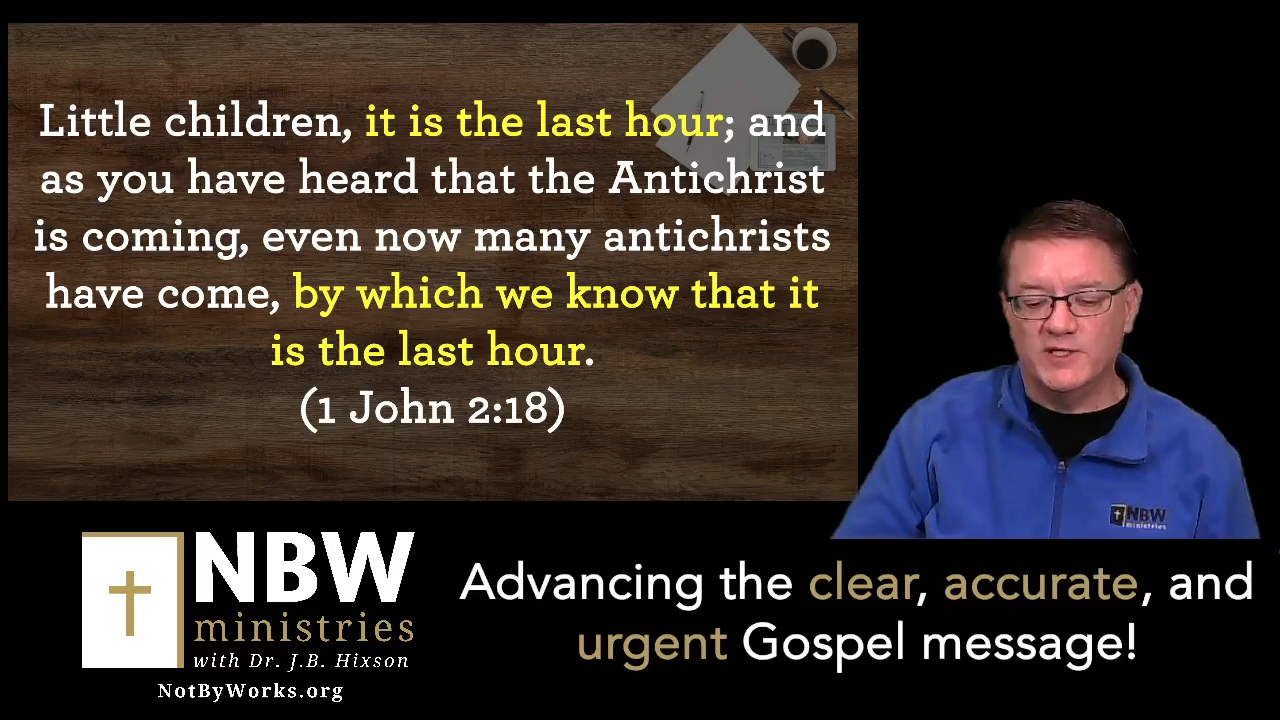 Little children, it is the last hour; and
as you have heard that the Antichrist
is coming, even now many antichrists
have come, by which we know that it
is the last hour.
(1 John 2:18)
NBW
ministries
NBW
ministries
with Dr. J.B. Hixson
NotByWorks.org
Advancing the clear, accurate, and
urgent Gospel message!